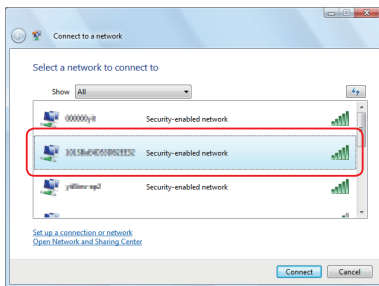 Connect to a network
Select a network to connect to
Show All
Security-enabled network
Security-enabled network
Security-enabled network
Set up a connection or network
Open Network and Sharing Center
Connect Cancel